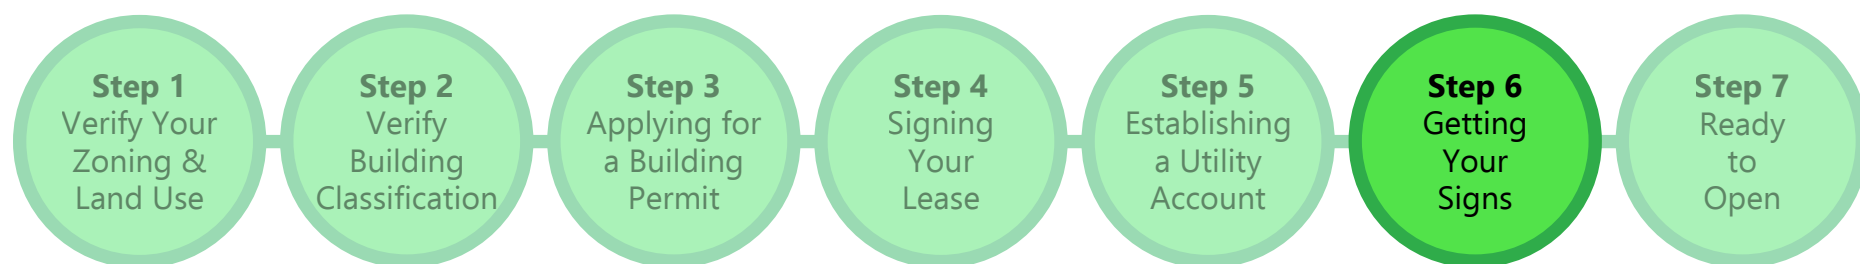 Step 1
Verify Your
Zoning &
Land Use
Step 2
Verify
Building
Classification
Step 3
Applying for
a Building
Permit
Step 4
Signing
Your
Lease
Step 5
Establishing
a Utility
Account
Step 6
Getting
Your
Signs
Step 7
Ready
to
Open